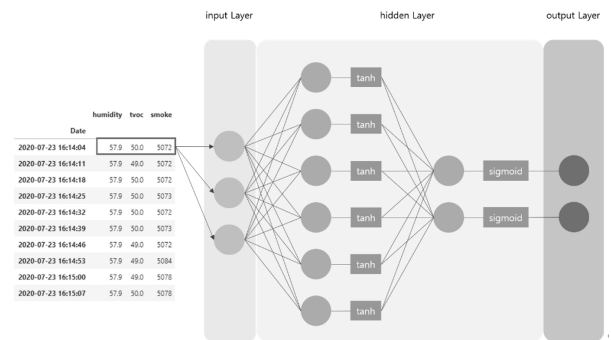 input Layer hidden Layer output Layer
humidity tvoc smoke
Date
2020-07-23 16:14:04 57.9 50.0 5072
2020-07-23 16:14:11 57.9 49.0 5072
2020-07-23 16:14:18 57.9 50.0 5072
2020-07-23 16:14:25 57.9 50.0 5073
2020-07-23 16:14:32 57.9 50.0 5072
2020-07-23 16:14:39 57.9 50.0 5073
2020-07-23 16:14:46 57.9 49.0 5072
2020-07-23 16:14:53 57.9 49.0 5084
2020-07-23 16:15:00 57.9 49.0 5078
2020-07-23 16:15:07 57.9 50.0 5078
tanh
tanh
tanh
tanh
tanh
tanh
sigmoid
sigmoid